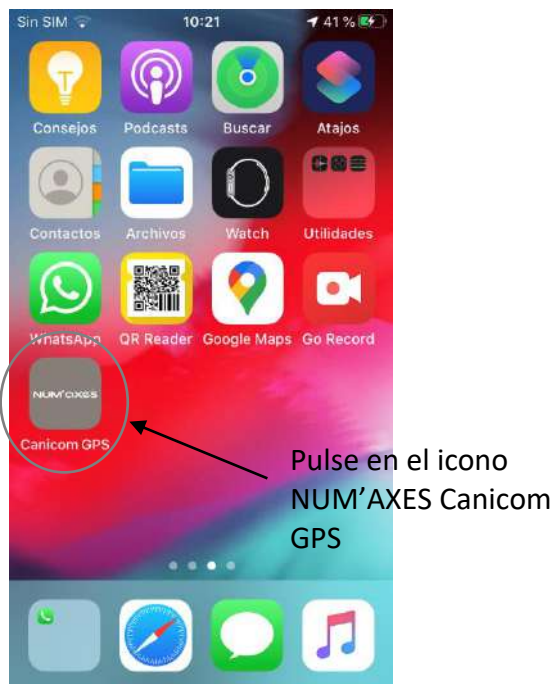 Sin SIM 10:21 41 %
Consejos Podcasts Buscar Atajos
Contactos Archivos Watch Utilidades
WhatsApp QR Reader Google Maps Go Record
NUM'AXES
Canicom GPS
Pulse en el icono
NUM'AXES Canicom
GPS